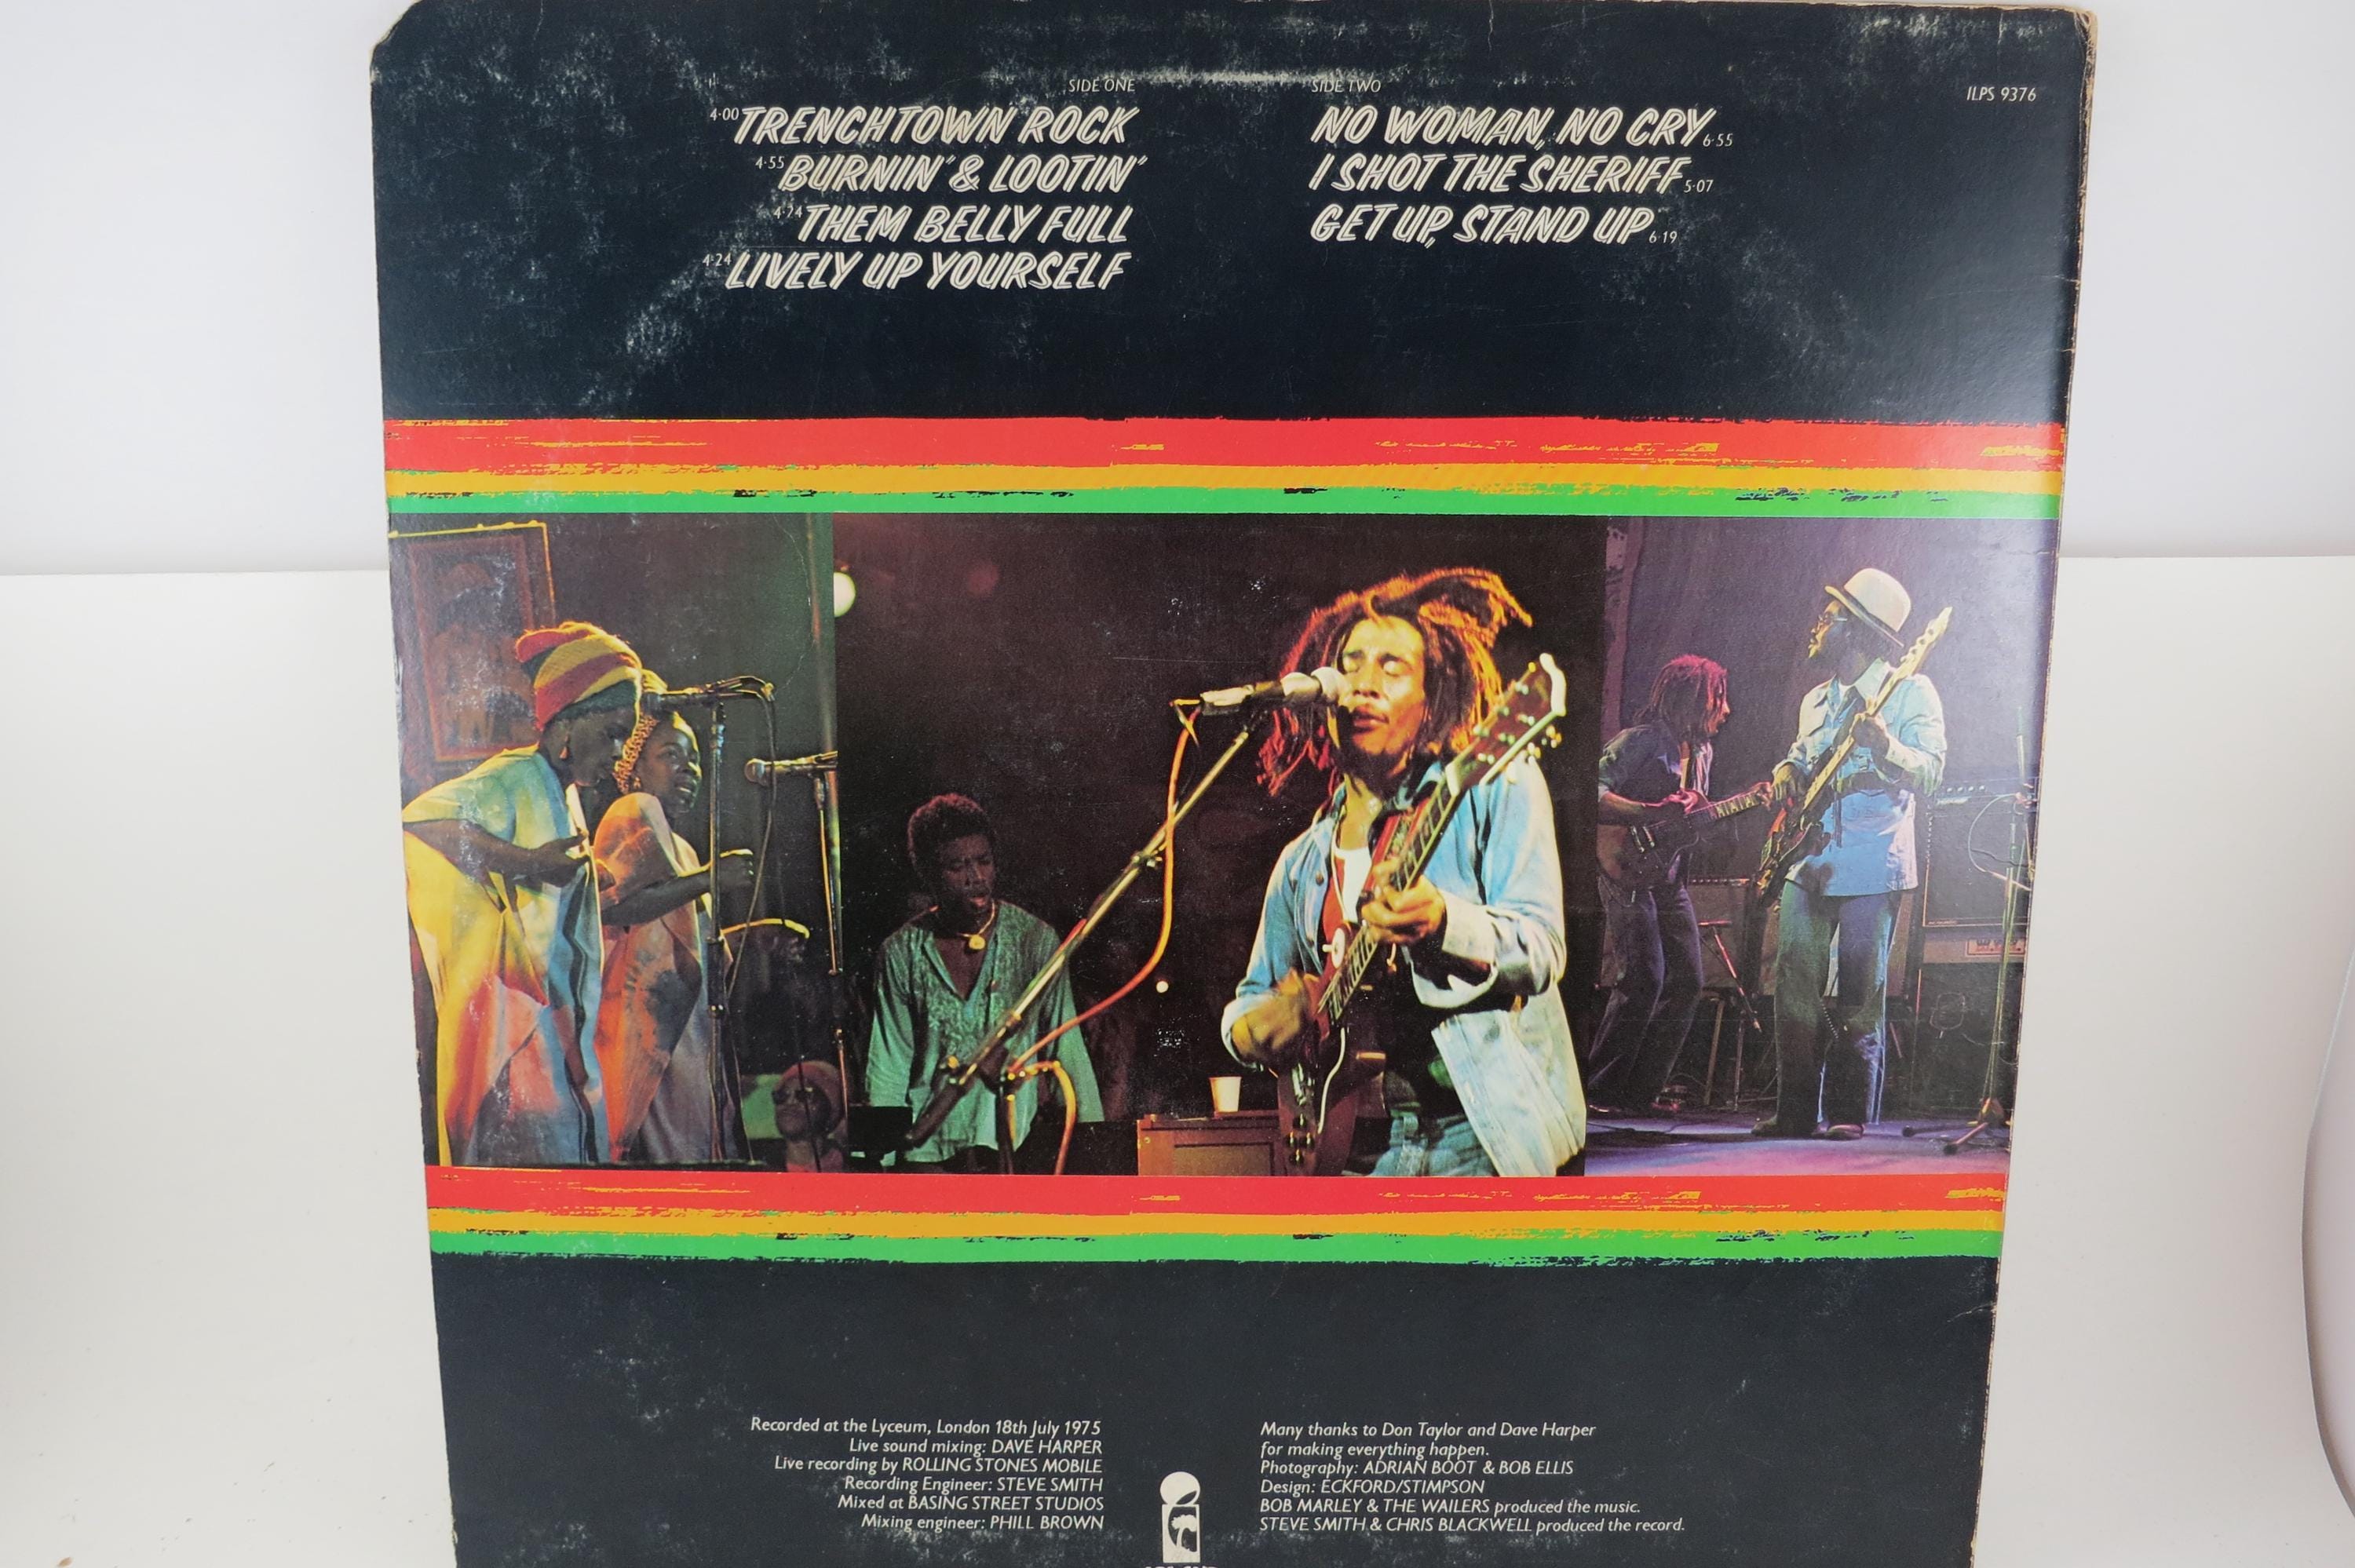 SIDE ONE
4·00 TRENCHTOWN ROCK
4·55 BURNIN' & LOOTIN'
4·24 THEM BELLY FULL
4·24 LIVELY UP YOURSELF
SIDE TWO
NO WOMAN, NO CRY 6·55
I SHOT THE SHERIFF 5·07
GET UP, STAND UP 6·19
ILPS 9376
Recorded at the Lyceum, London 18th July 1975
Live sound mixing: DAVE HARPER
Live recording by ROLLING STONES MOBILE
Recording Engineer: STEVE SMITH
Mixed at BASING STREET STUDIOS
Mixing engineer: PHILL BROWN
Many thanks to Don Taylor and Dave Harper
for making everything happen.
Photography: ADRIAN BOOT & BOB ELLIS
Design: ECKFORD/STIMPSON
BOB MARLEY & THE WAILERS produced the music.
STEVE SMITH & CHRIS BLACKWELL produced the record.